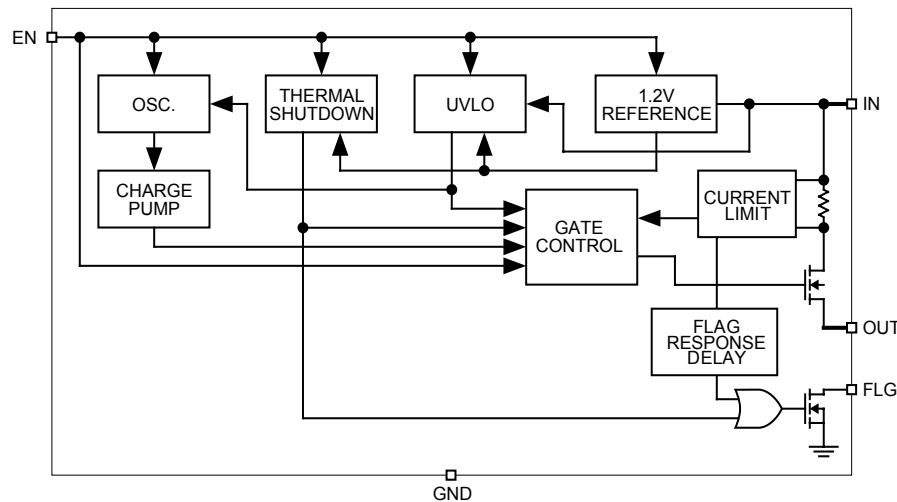 EN
OSC.
THERMAL
SHUTDOWN
UVLO
1.2V
REFERENCE
IN
CHARGE
PUMP
GATE
CONTROL
CURRENT
LIMIT
FLAG
RESPONSE
DELAY
OUT
FLG
GND